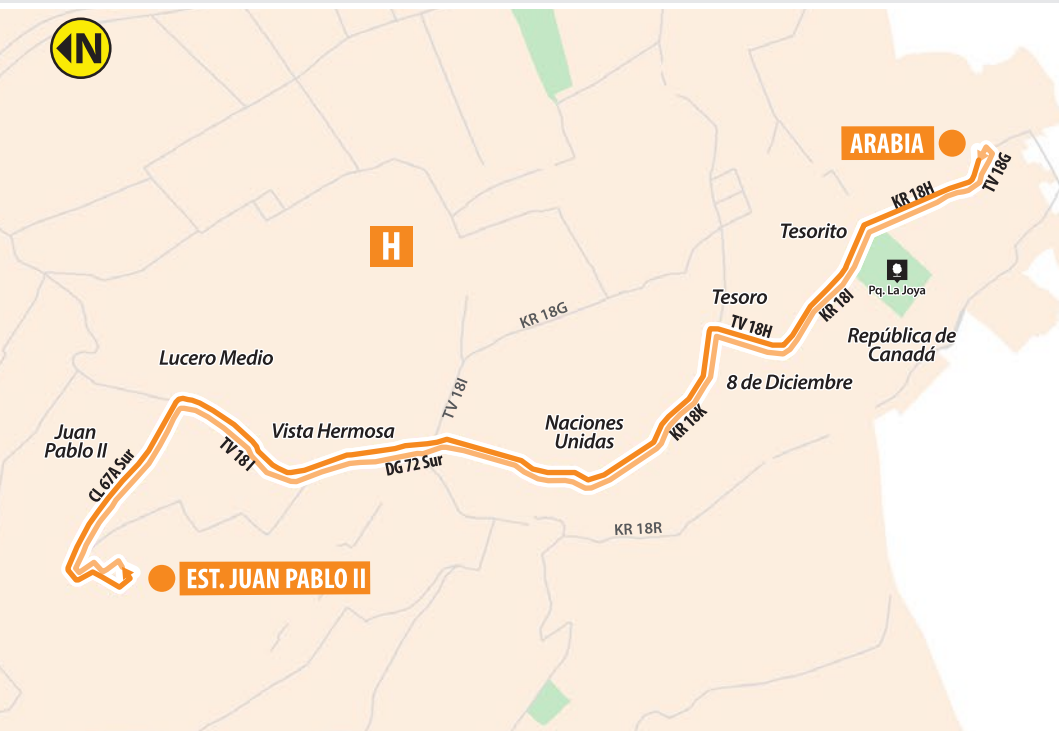 N
ARABIA
TV 18G
KR 18H
Tesorito
H
Pq. La Joya
KR 18I
Tesoro
TV 18H
KR 18G
República de
Canadá
Lucero Medio
8 de Diciembre
TV 18I
KR 18K
Naciones
Unidas
Vista Hermosa
Juan
Pablo II
TV 18 I
DG 72 Sur
CL 67A Sur
KR 18R
EST. JUAN PABLO II